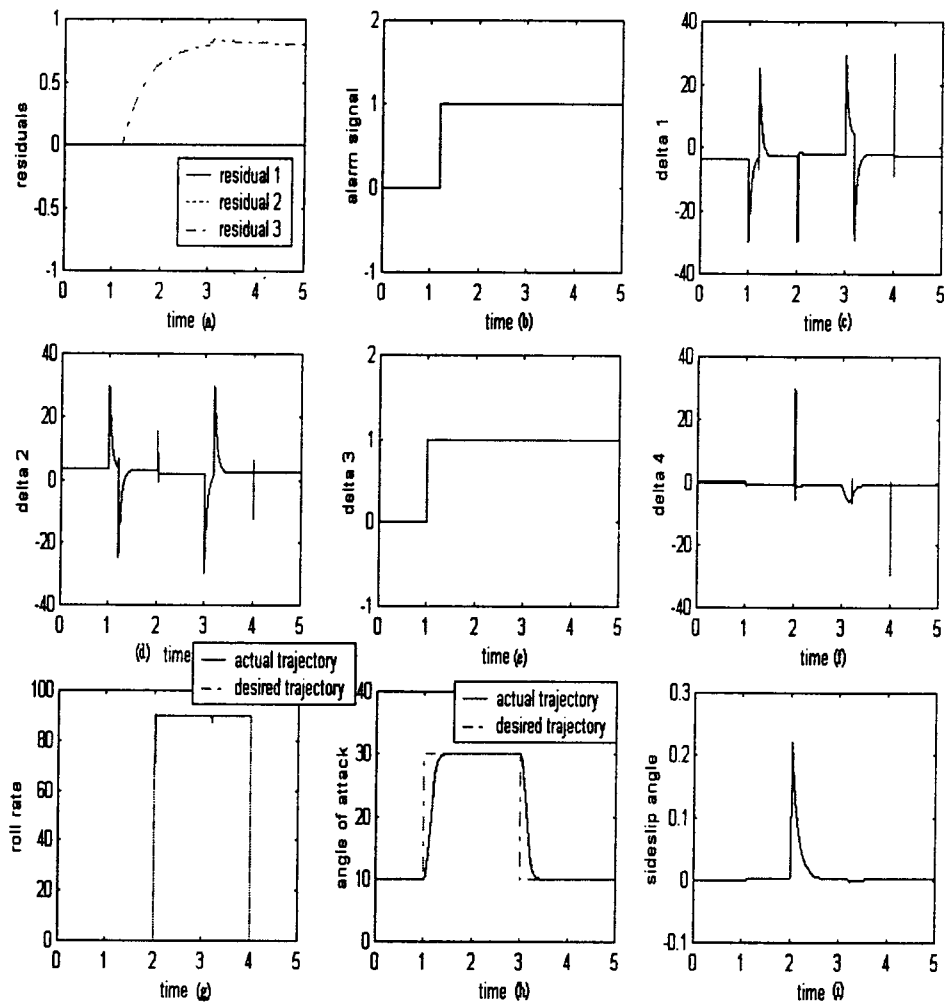 1
0.5
0
-0.5
-1
residuals
residual 1
residual 2
residual 3
0 1 2 3 4 5
time (a)
2
1
0
-1
alarm signal
0 1 2 3 4 5
time (b)
40
20
0
-20
-40
delta 1
0 1 2 3 4 5
time (c)
40
20
0
-20
-40
delta 2
0 1 2 3 4 5
(d) time
2
1
0
-1
delta 3
0 1 2 3 4 5
time (e)
40
20
0
-20
-40
delta 4
0 1 2 3 4 5
time (f)
actual trajectory
desired trajectory
100
80
60
40
20
0
roll rate
0 1 2 3 4 5
time (g)
actual trajectory
desired trajectory
40
30
20
10
0
angle of attack
0 1 2 3 4 5
time (h)
0.3
0.2
0.1
0
-0.1
sideslip angle
0 1 2 3 4 5
time (i)